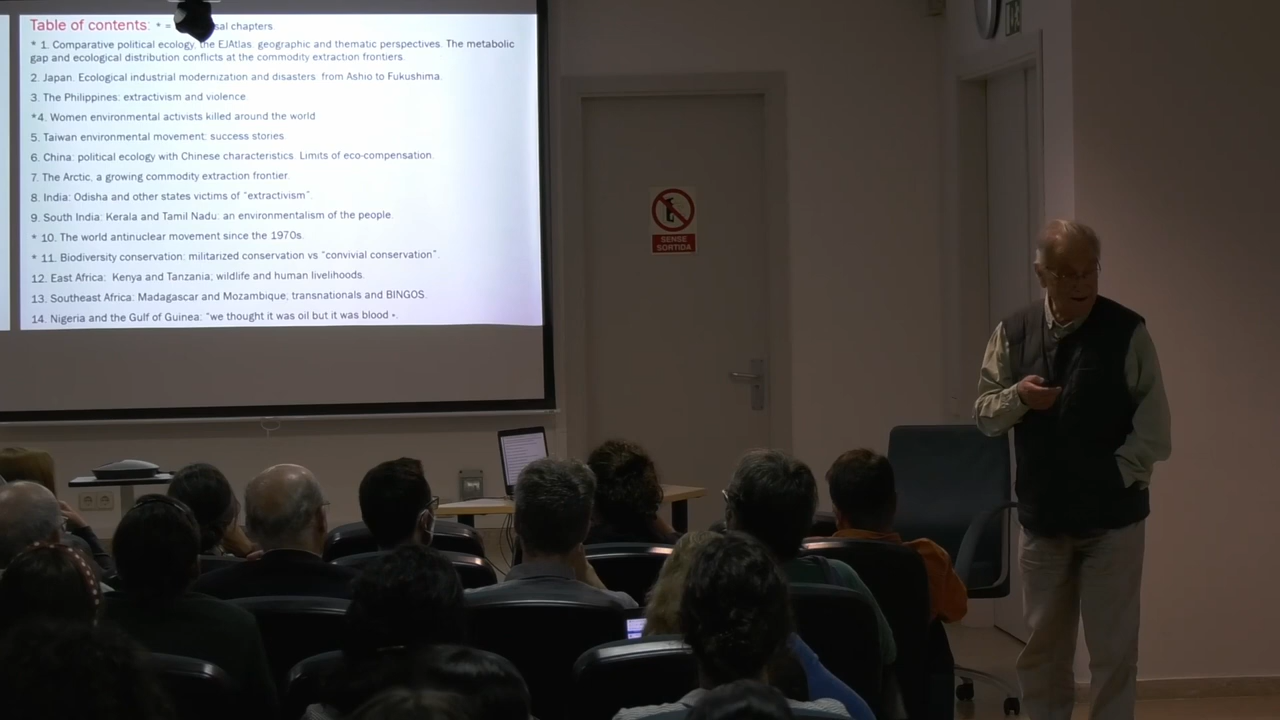 Table of contents: * = sal chapters
* 1. Comparative political ecology, the EJAtlas. geographic and thematic perspectives. The metabolic
gap and ecological distribution conflicts at the commodity extraction frontiers
2. Japan. Ecological industrial modernization and disasters from Ashio to Fukushima.
3. The Philippines: extractivism and violence
*4. Women environmental activists killed around the world
5. Taiwan environmental movement: success stories
6. China: political ecology with Chinese characteristics. Limits of eco-compensation.
7. The Arctic, a growing commodity extraction frontier.
8. India: Odisha and other states victims of "extractivism".
9. South India: Kerala and Tamil Nadu: an environmentalism of the people.
* 10. The world antinuclear movement since the 1970s.
* 11. Biodiversity conservation: militarized conservation vs "convivial conservation".
12. East Africa: Kenya and Tanzania; wildlife and human livelihoods.
13. Southeast Africa: Madagascar and Mozambique; transnationals and BINGOS.
14. Nigeria and the Gulf of Guinea: "we thought it was oil but it was blood".
SENSE
SORTIDA